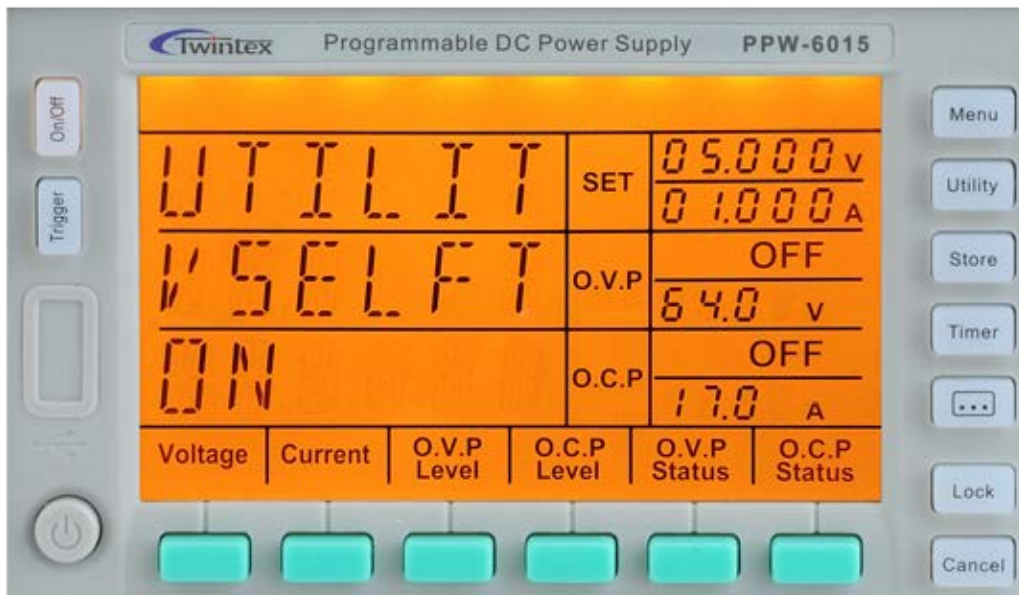 Twintex Programmable DC Power Supply PPW-6015
On/Off
Trigger
UTILIT
VSELFT
ON
SET
05.000 V
01.000 A
O.V.P
OFF
64.0 V
O.C.P
OFF
17.0 A
Voltage
Current
O.V.P
Level
O.C.P
Level
O.V.P
Status
O.C.P
Status
Menu
Utility
Store
Timer
Lock
Cancel